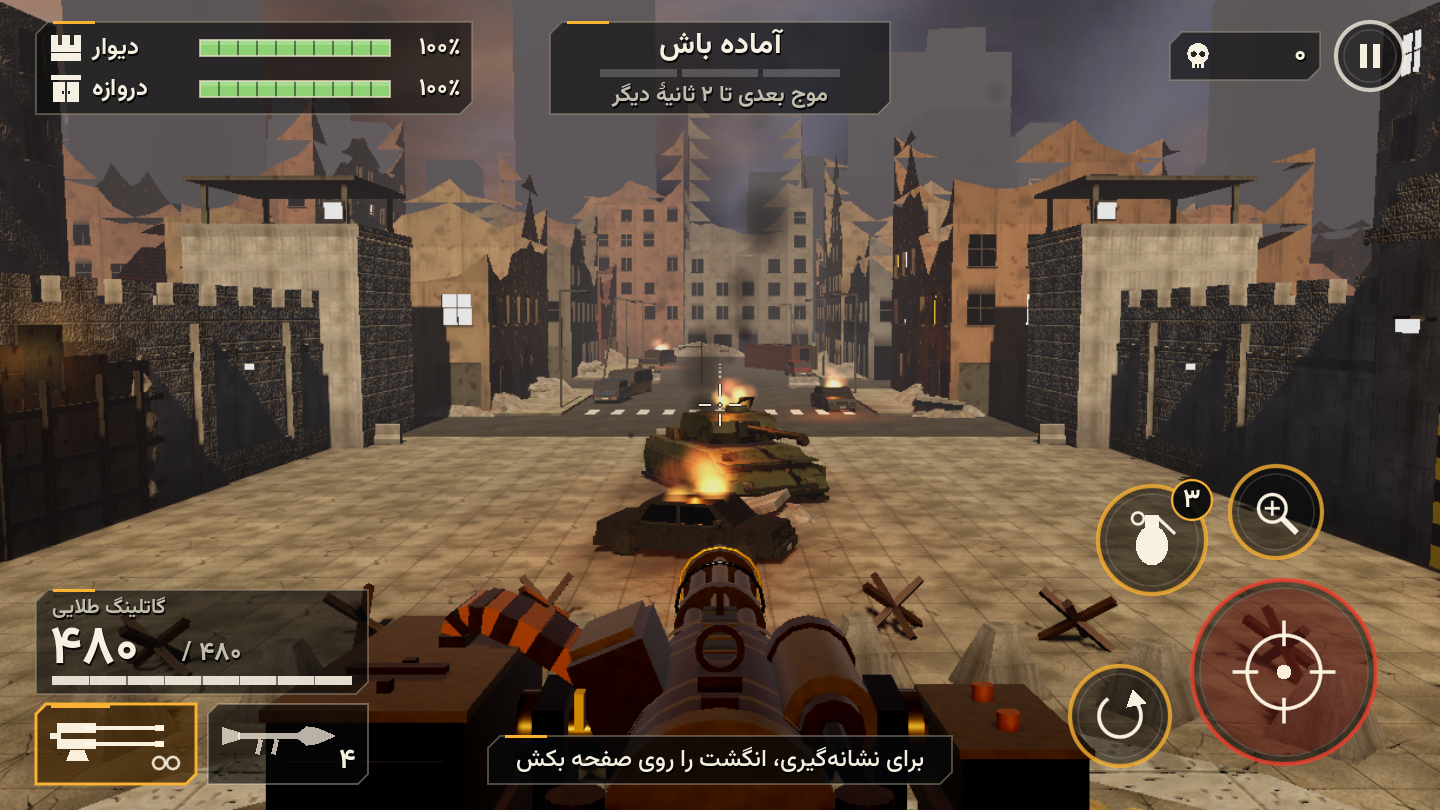 دیوار ۱۰۰٪
دروازه ۱۰۰٪
آماده باش
موج بعدی تا ۲ ثانیهٔ دیگر
۰
۳
گاتلینگ طلایی
۴۸۰ / ۴۸۰
∞
۴
برای نشانه‌گیری، انگشت را روی صفحه بکش